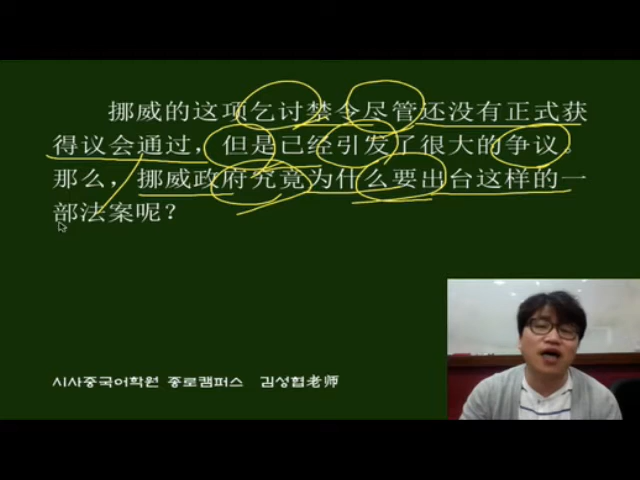 挪威的这项乞讨禁令尽管还没有正式获
得议会通过，但是已经引发了很大的争议。
那么，挪威政府究竟为什么要出台这样的一
部法案呢？
시사중국어학원 종로캠퍼스 김성협老师